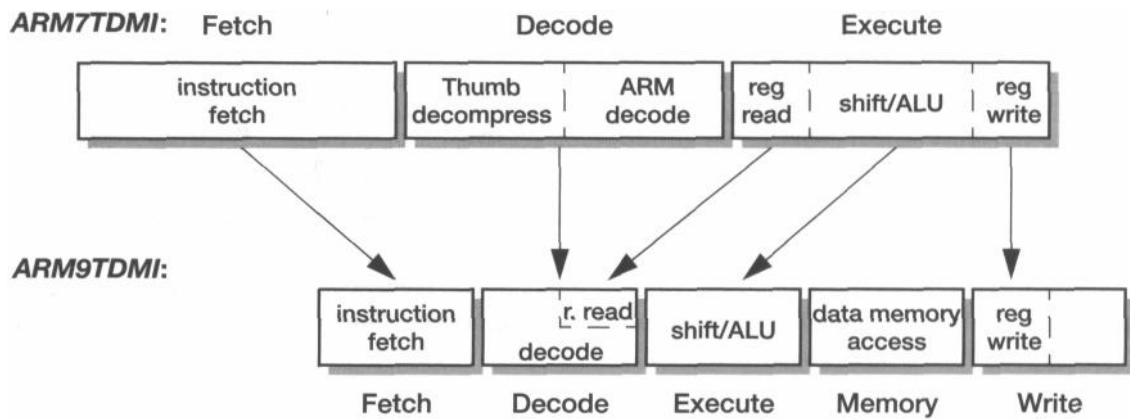 ARM7TDMI: Fetch Decode Execute
instruction fetch
Thumb decompress
ARM decode
reg read
shift/ALU
reg write
ARM9TDMI:
instruction fetch
r. read
decode
shift/ALU
data memory access
reg write
Fetch Decode Execute Memory Write